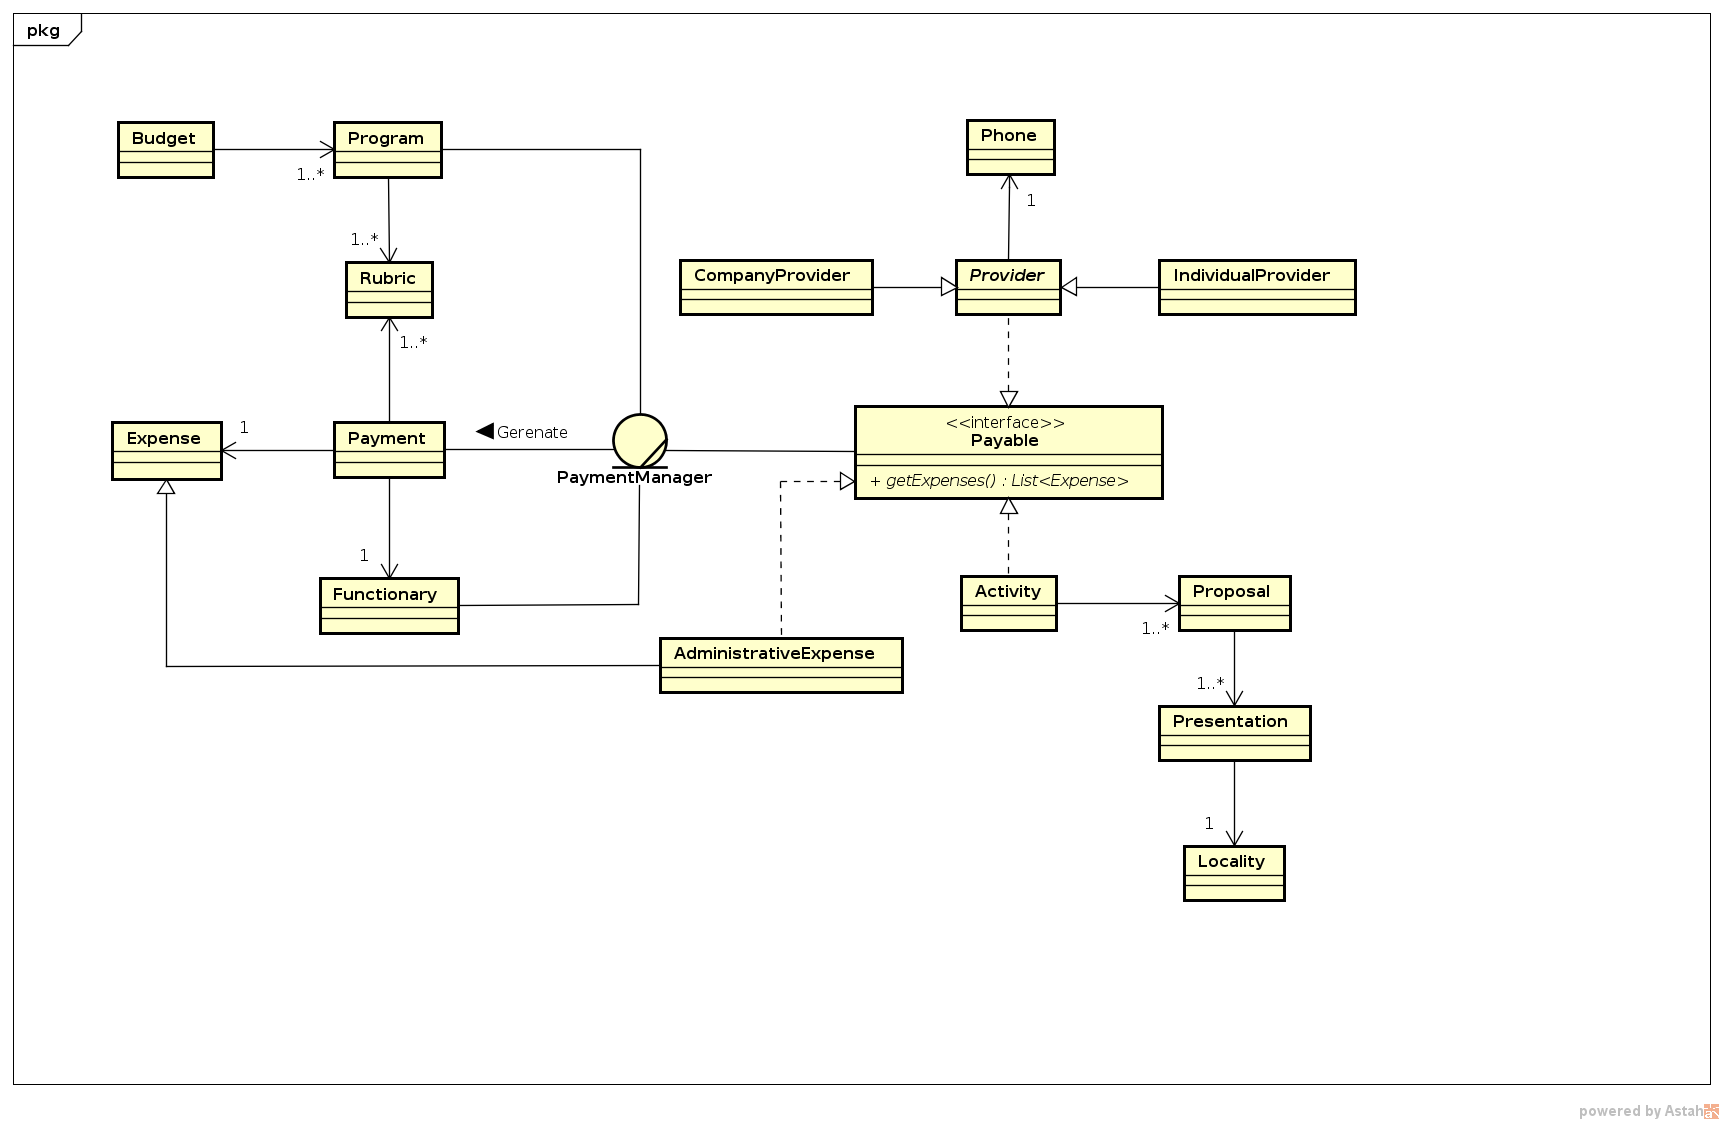 pkg
Budget
Program
1..*
Phone
1
1..*
Rubric
1..*
CompanyProvider
Provider
IndividualProvider
<<interface>>
Payable
+ getExpenses() : List<Expense>
Expense
1
Payment
Gerenate
PaymentManager
1
Functionary
AdministrativeExpense
Activity
Proposal
1..*
1..*
Presentation
1
Locality
powered by Astah